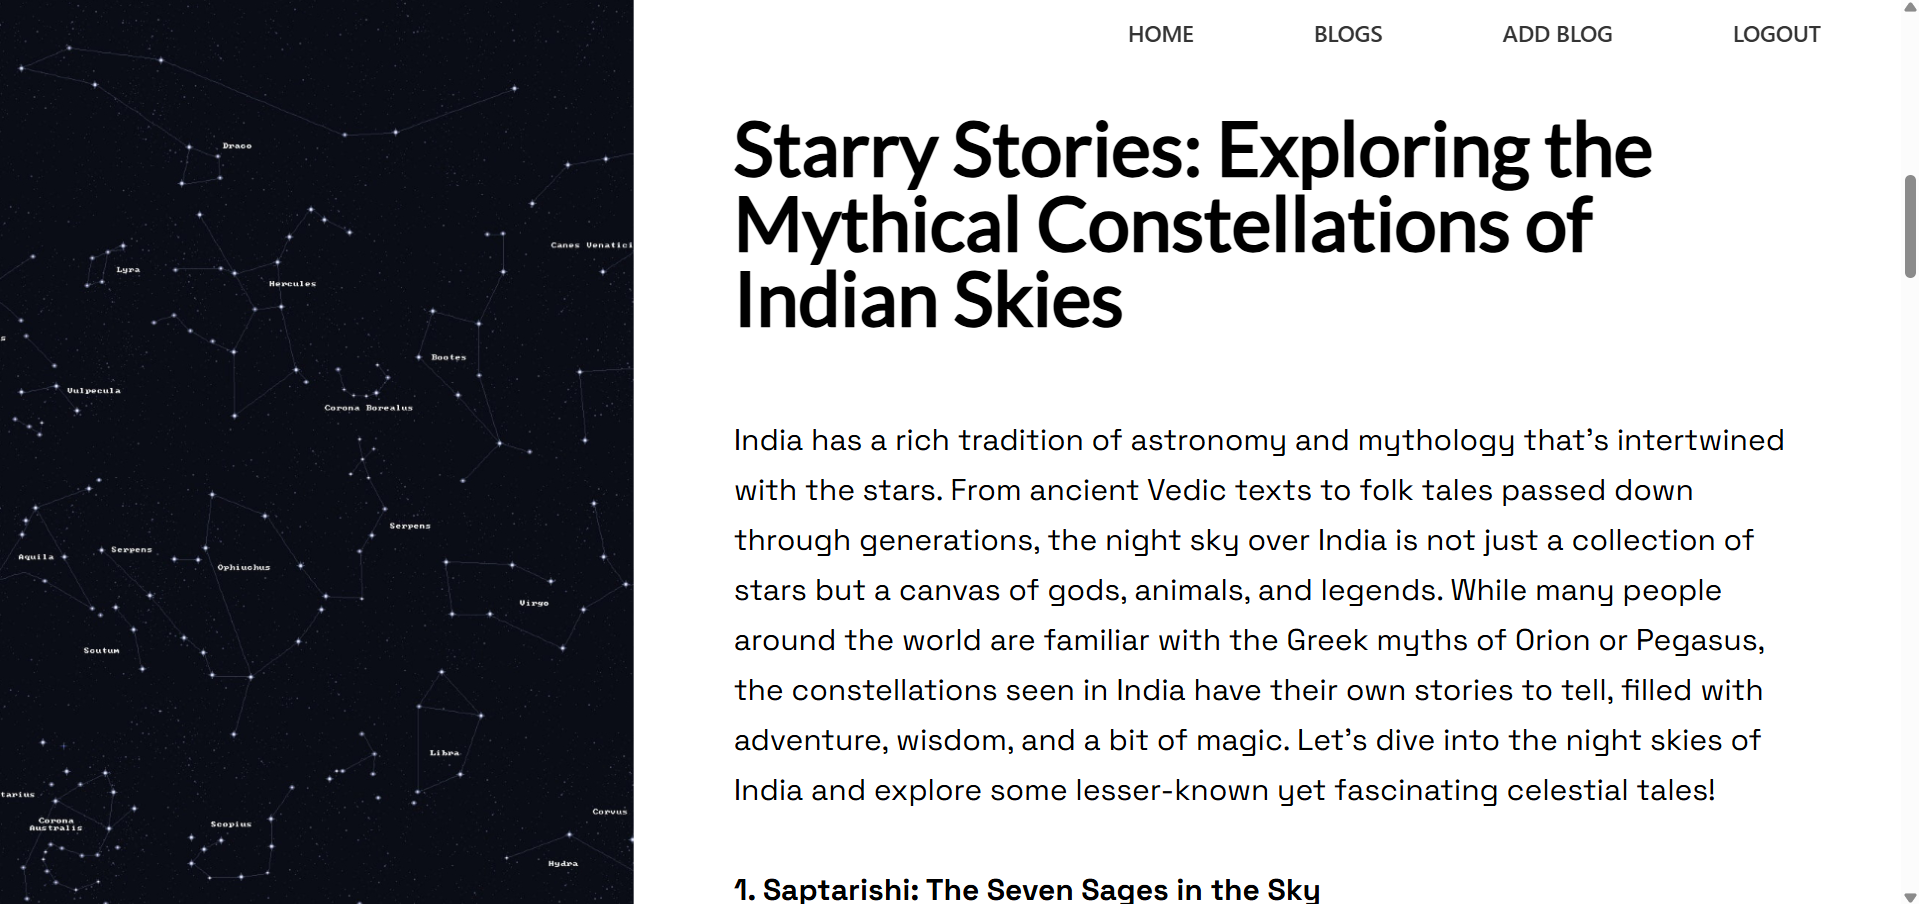 HOME BLOGS ADD BLOG LOGOUT
Starry Stories: Exploring the
Mythical Constellations of
Indian Skies
India has a rich tradition of astronomy and mythology that’s intertwined
with the stars. From ancient Vedic texts to folk tales passed down
through generations, the night sky over India is not just a collection of
stars but a canvas of gods, animals, and legends. While many people
around the world are familiar with the Greek myths of Orion or Pegasus,
the constellations seen in India have their own stories to tell, filled with
adventure, wisdom, and a bit of magic. Let’s dive into the night skies of
India and explore some lesser-known yet fascinating celestial tales!
1. Saptarishi: The Seven Sages in the Sky
Draco
Canes Venatici
Lyra
Hercules
s
Bootes
Vulpecula
Corona Borealus
Serpens
Serpens
Aquila
Ophiuchus
Virgo
Scutum
Libra
tarius
Corvus
Corona
Australis
Scopius
Hydra